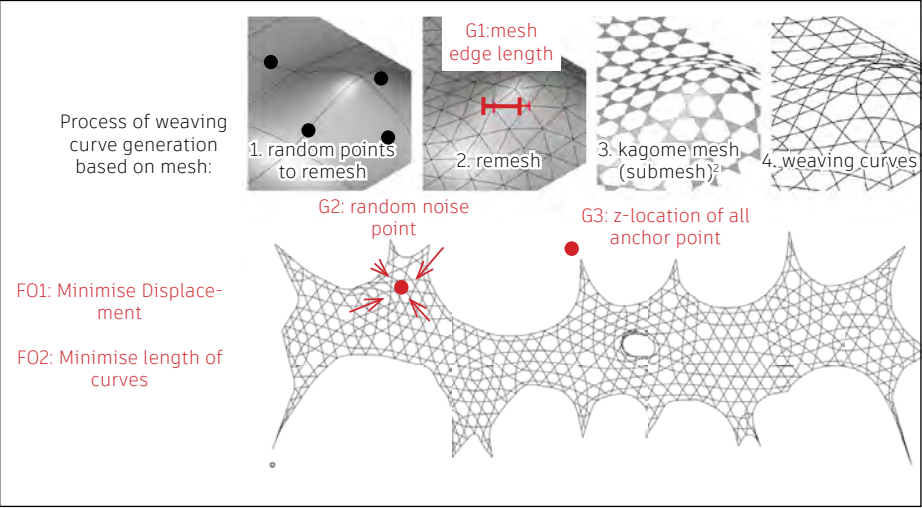 G1:mesh
edge length
Process of weaving
curve generation
based on mesh:
1. random points
to remesh
2. remesh
3. kagome mesh
(submesh)²
4. weaving curves
G2: random noise
point
G3: z-location of all
anchor point
FO1: Minimise Displace-
ment
FO2: Minimise length of
curves